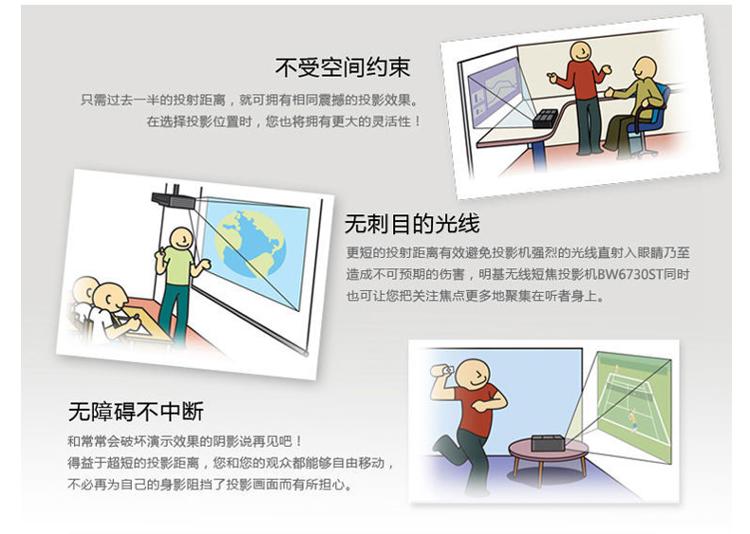 不受空间约束
只需过去一半的投射距离，就可拥有相同震撼的投影效果。
在选择投影位置时，您也将拥有更大的灵活性！
无刺目的光线
更短的投射距离有效避免投影机强烈的光线直射入眼睛乃至
造成不可预期的伤害，明基无线短焦投影机BW6730ST同时
也可让您把关注焦点更多地聚集在听者身上。
无障碍不中断
和常常会破坏演示效果的阴影说再见吧！
得益于超短的投影距离，您和您的观众都能够自由移动，
不必再为自己的身影阻挡了投影画面而有所担心。